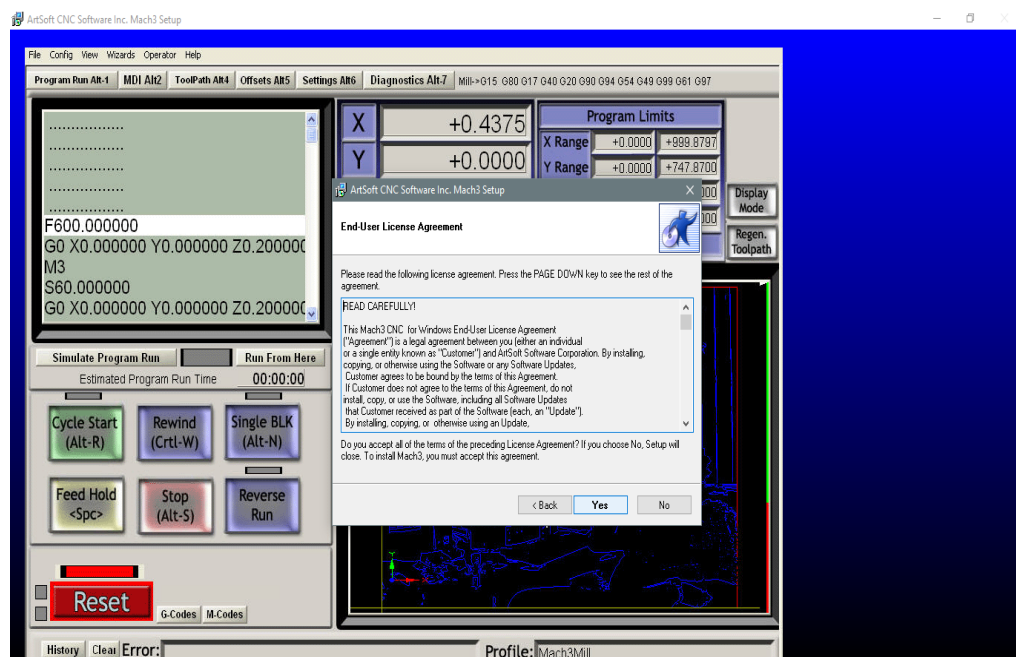 ArtSoft CNC Software Inc. Mach3 Setup
File Config View Wizards Operator Help
Program Run Alt-1 MDI Alt2 ToolPath Alt4 Offsets Alt5 Settings Alt6 Diagnostics Alt-7 Mill->G15 G80 G17 G40 G20 G90 G94 G54 G49 G99 G61 G97
................
................
................
................
................
F600.000000
G0 X0.000000 Y0.000000 Z0.200000
M3
S60.000000
G0 X0.000000 Y0.000000 Z0.200000
X +0.4375
Y +0.0000
Program Limits
X Range +0.0000 +999.8797
Y Range +0.0000 +747.8700
Display
Mode
Regen.
Toolpath
ArtSoft CNC Software Inc. Mach3 Setup
End-User License Agreement
Please read the following license agreement. Press the PAGE DOWN key to see the rest of the
agreement.
READ CAREFULLY!
This Mach3 CNC for Windows End-User License Agreement
("Agreement") is a legal agreement between you (either an individual
or a single entity known as "Customer") and ArtSoft Software Corporation. By installing,
copying, or otherwise using the Software or any Software Updates,
Customer agrees to be bound by the terms of this Agreement.
If Customer does not agree to the terms of this Agreement, do not
install, copy, or use the Software, including all Software Updates
that Customer received as part of the Software (each, an "Update").
By installing, copying, or otherwise using an Update,
Do you accept all of the terms of the preceding License Agreement? If you choose No, Setup will
close. To install Mach3, you must accept this agreement.
< Back Yes No
Simulate Program Run Run From Here
Estimated Program Run Time 00:00:00
Cycle Start
(Alt-R)
Rewind
(Crtl-W)
Single BLK
(Alt-N)
Feed Hold
<Spc>
Stop
(Alt-S)
Reverse
Run
Reset
G-Codes M-Codes
History Clear Error: Profile: Mach3Mill